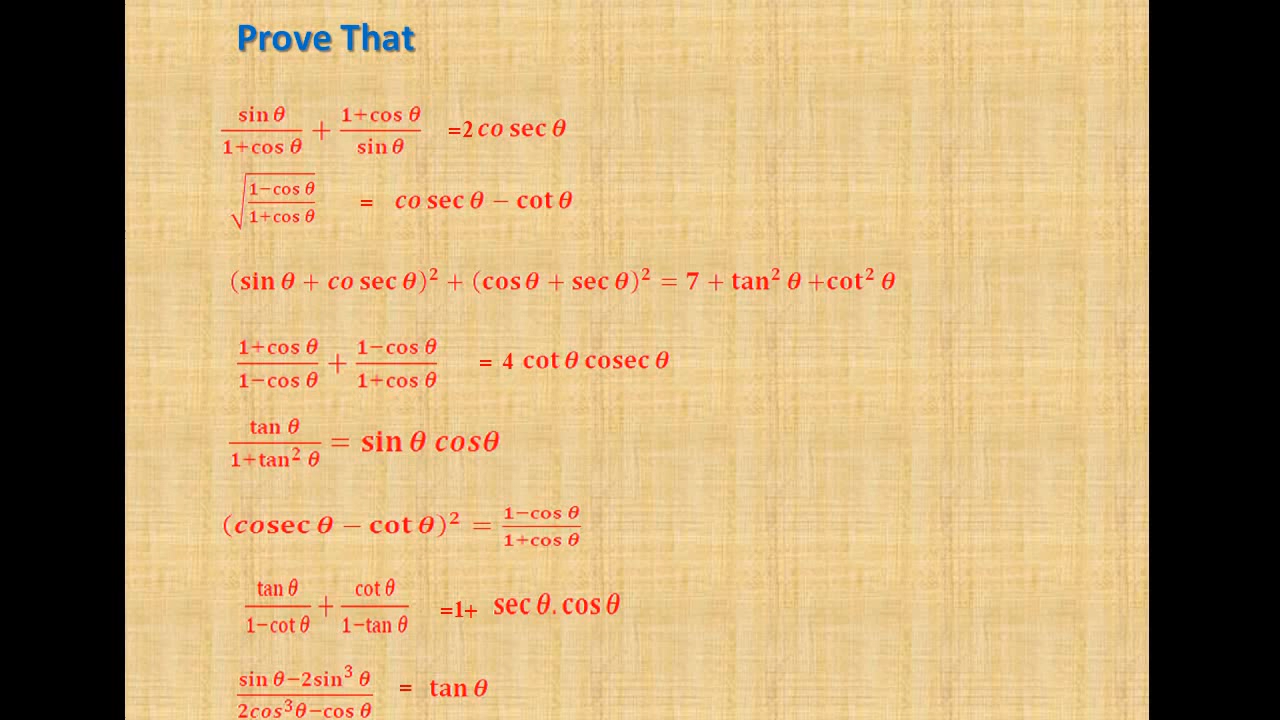 Prove That
sin θ/(1+cos θ) + (1+cos θ)/sin θ =2 co sec θ
√((1−cos θ)/(1+cos θ)) = co sec θ − cot θ
(sin θ + co sec θ)² + (cos θ + sec θ)² = 7 + tan² θ +cot² θ
(1+cos θ)/(1−cos θ) + (1−cos θ)/(1+cos θ) = 4 cot θ cosec θ
tan θ/(1+tan² θ) = sin θ cosθ
(cosec θ − cot θ)² = (1−cos θ)/(1+cos θ)
tan θ/(1−cot θ) + cot θ/(1−tan θ) =1+ sec θ. cos θ
(sin θ−2sin³ θ)/(2cos³θ−cos θ) = tan θ